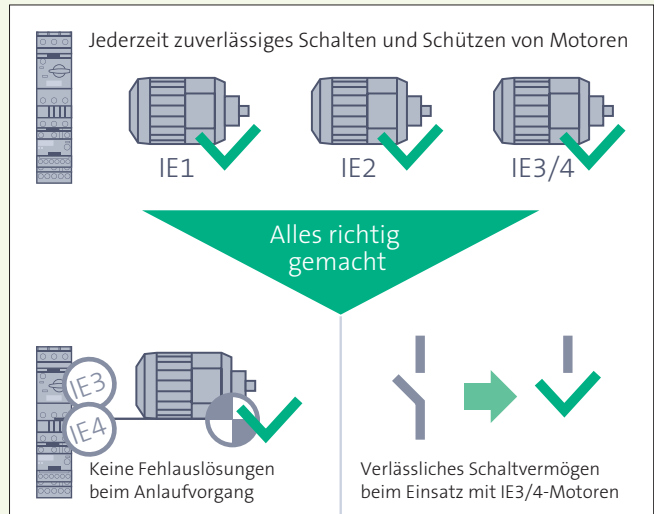 Jederzeit zuverlässiges Schalten und Schützen von Motoren
IE1
IE2
IE3/4
Alles richtig
gemacht
IE3
IE4
Keine Fehlauslösungen
beim Anlaufvorgang
Verlässliches Schaltvermögen
beim Einsatz mit IE3/4-Motoren